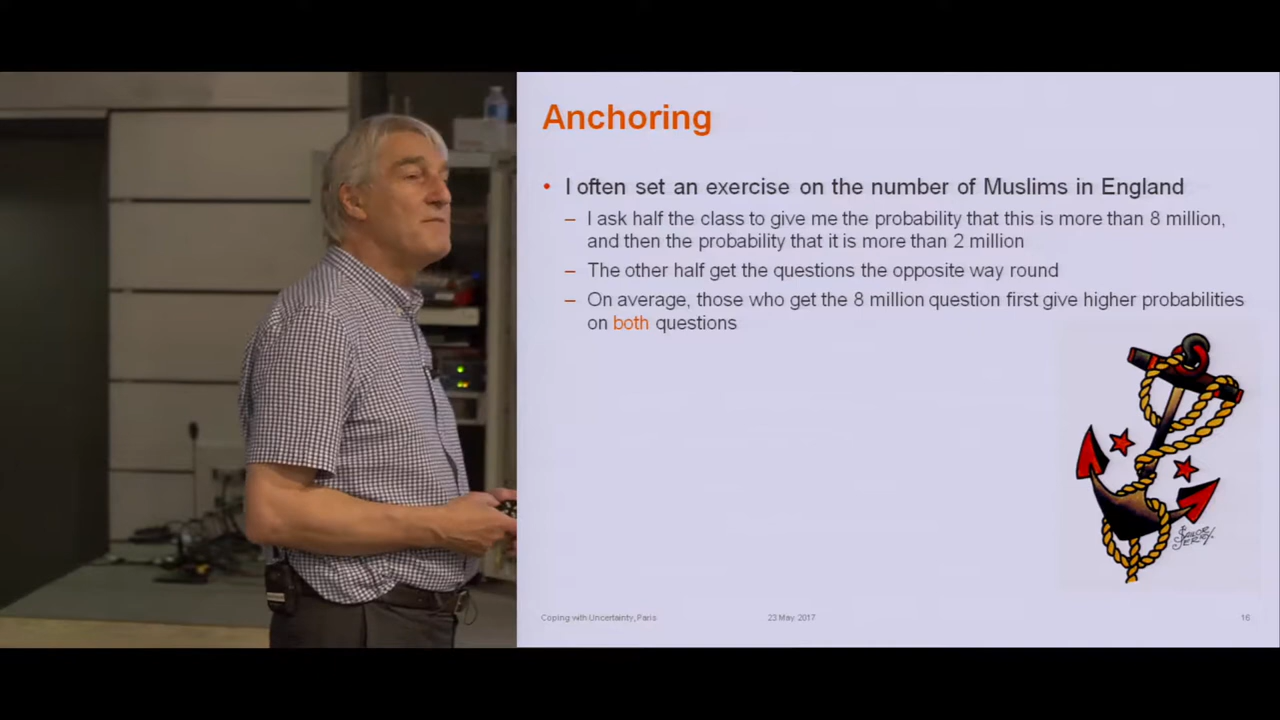 Anchoring
• I often set an exercise on the number of Muslims in England
– I ask half the class to give me the probability that this is more than 8 million,
and then the probability that it is more than 2 million
– The other half get the questions the opposite way round
– On average, those who get the 8 million question first give higher probabilities
on both questions
SAILOR
JERRY
Coping with Uncertainty, Paris
23 May 2017
16